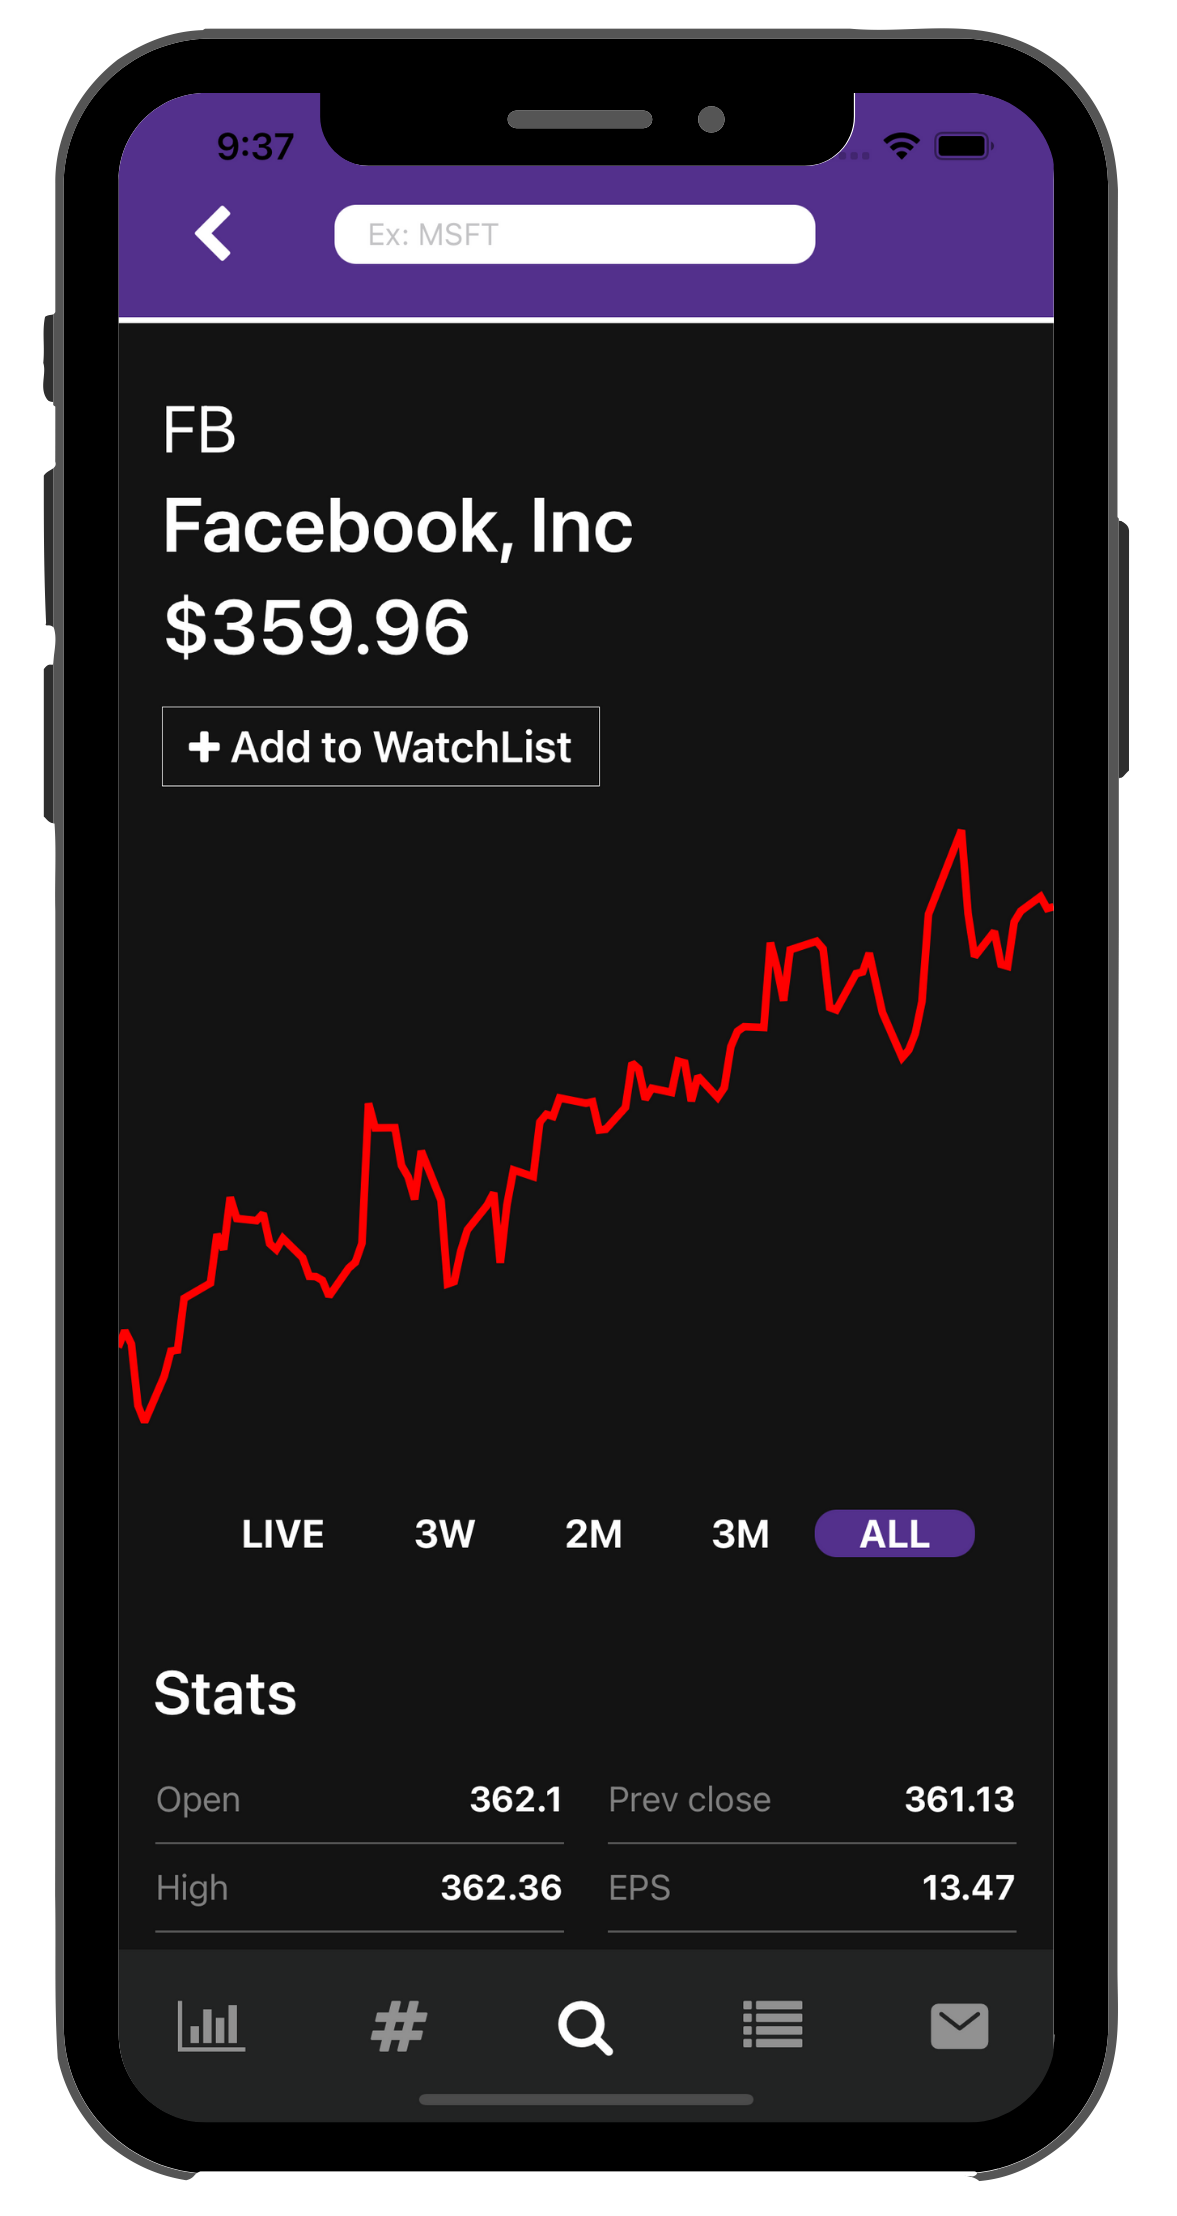 9:37
Ex: MSFT
FB
Facebook, Inc
$359.96
+ Add to WatchList
LIVE 3W 2M 3M ALL
Stats
Open 362.1 Prev close 361.13
High 362.36 EPS 13.47